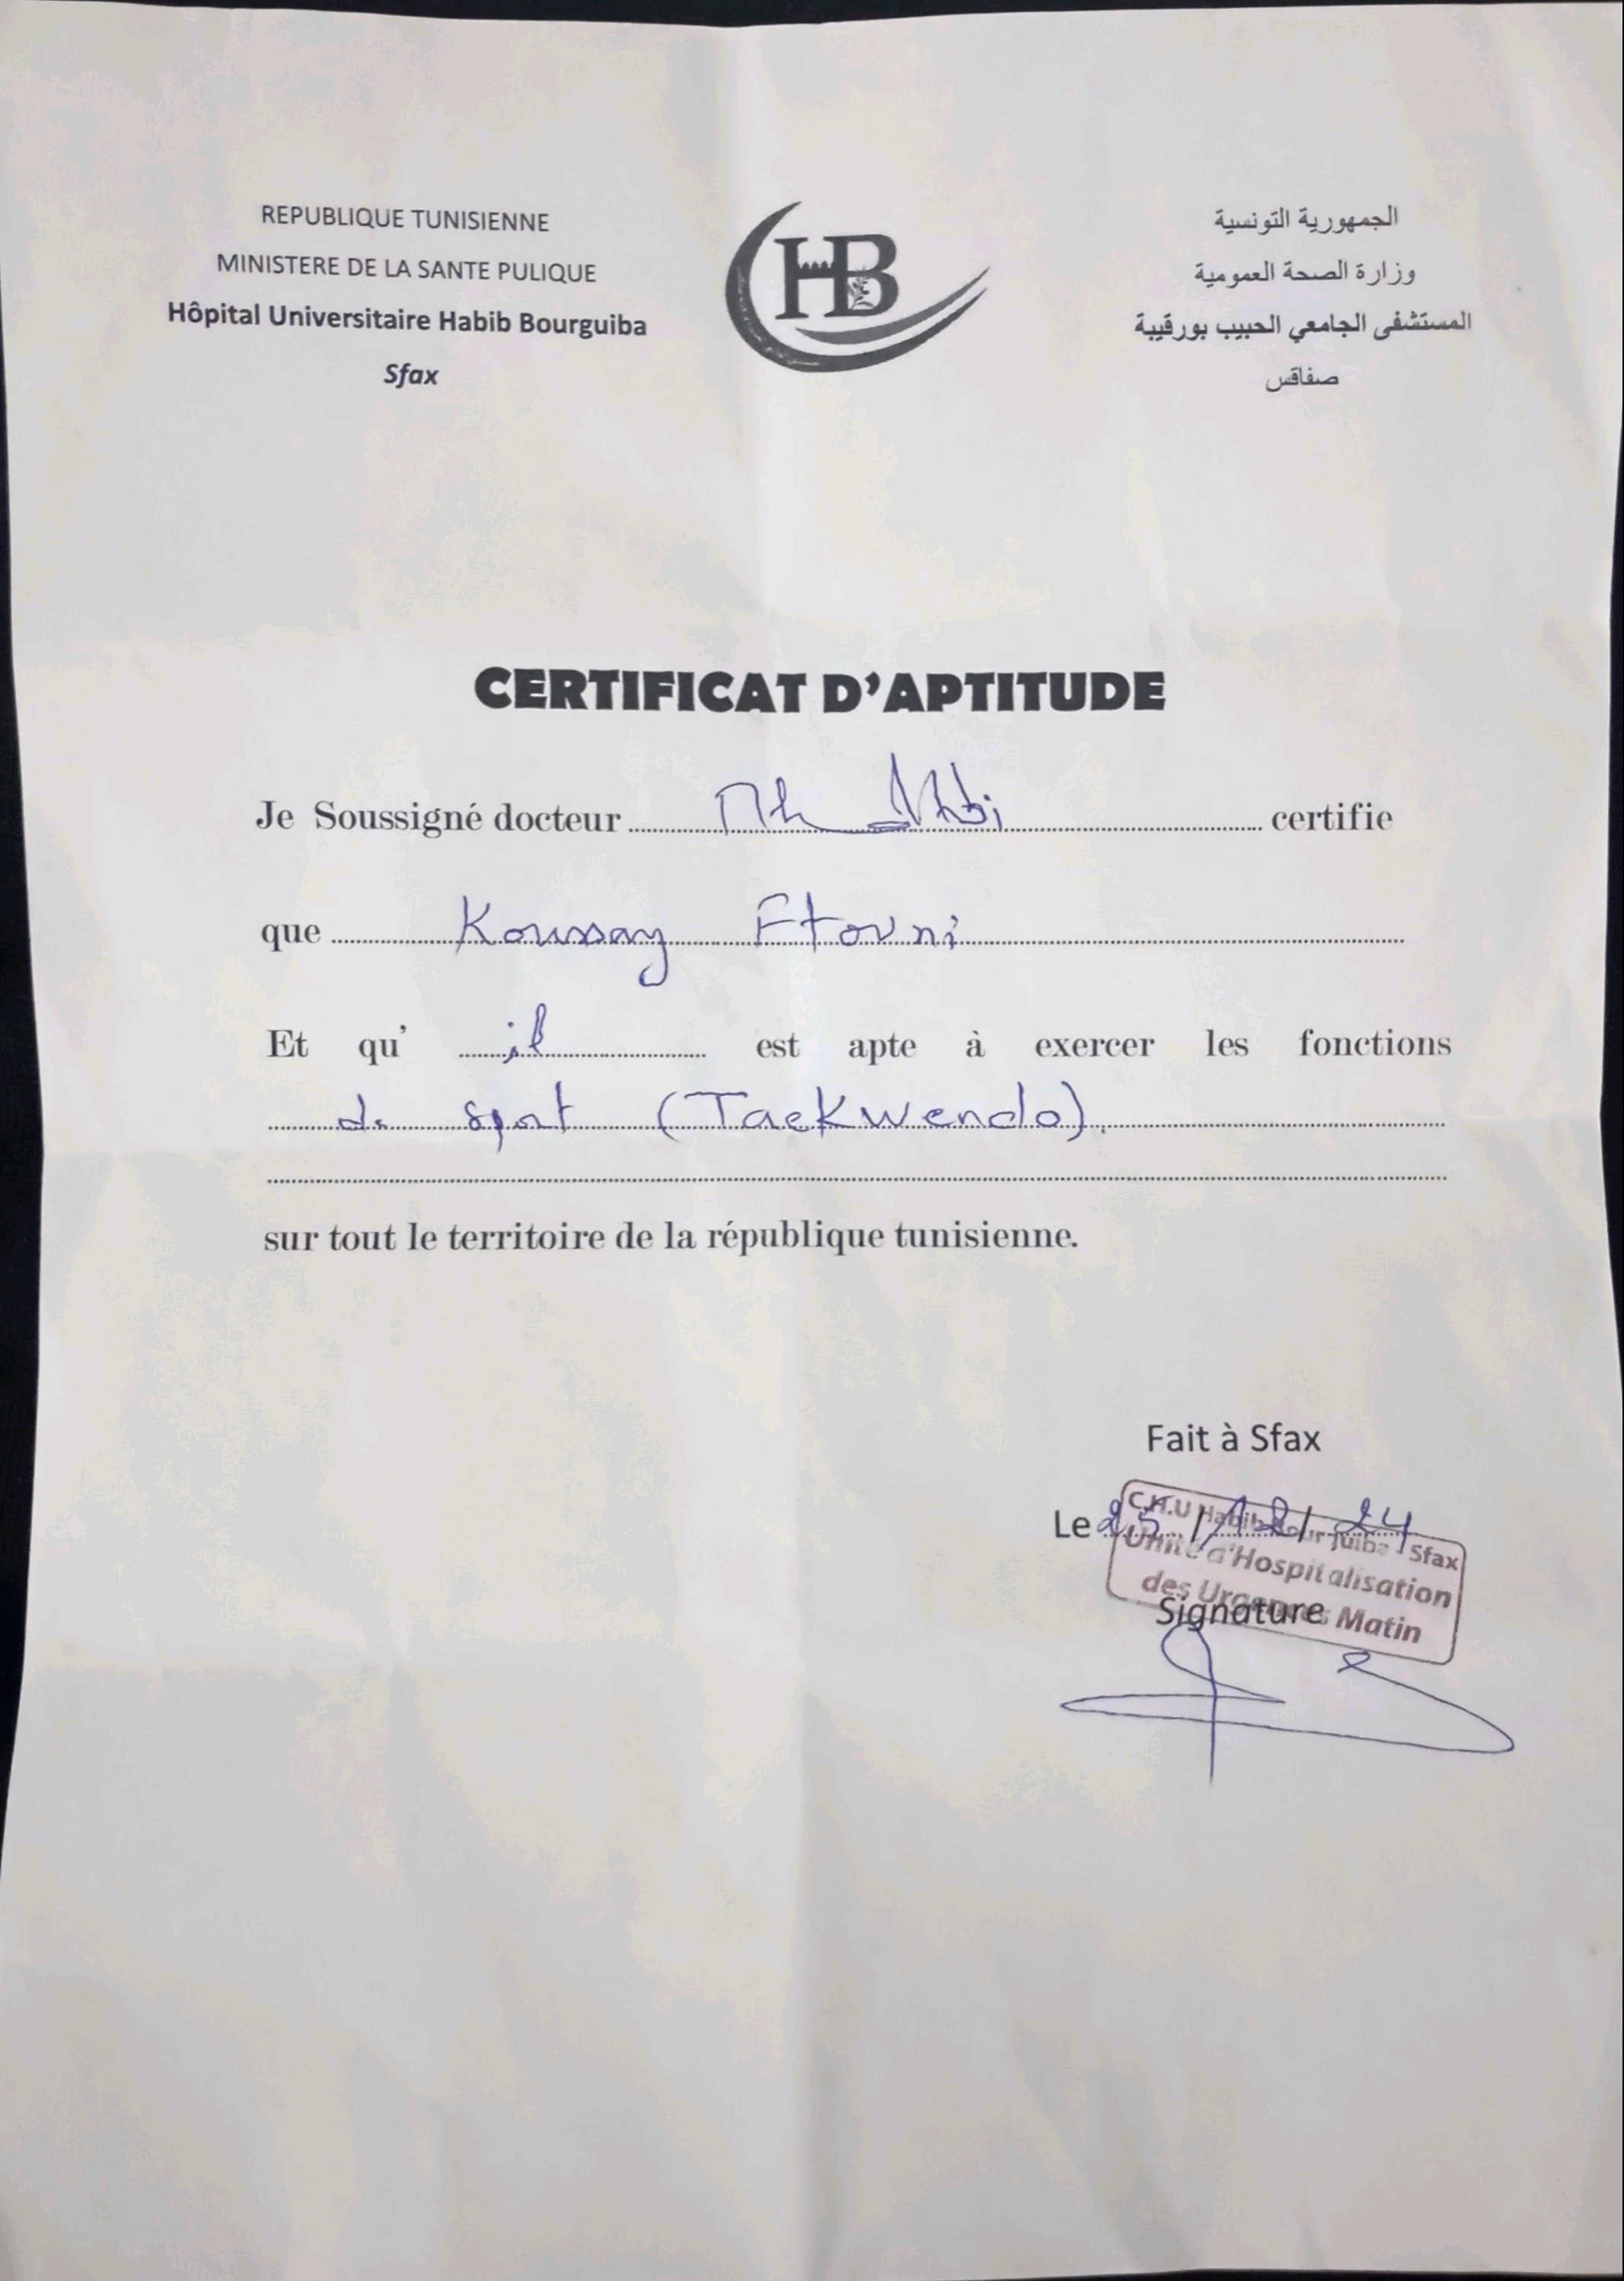 REPUBLIQUE TUNISIENNE
MINISTERE DE LA SANTE PULIQUE
Hôpital Universitaire Habib Bourguiba
Sfax
HB
الجمهورية التونسية
وزارة الصحة العمومية
المستشفى الجامعي الحبيب بورقيبة
صفاقس
CERTIFICAT D'APTITUDE
Je Soussigné docteur certifie
que Koussay Ftouni
Et qu' il est apte à exercer les fonctions
de sport (Taekwendo).
sur tout le territoire de la république tunisienne.
Fait à Sfax
Le 25/12/24
C.H.U Habib Bourguiba - Sfax
Unité d'Hospitalisation
des Urgences Matin
Signature